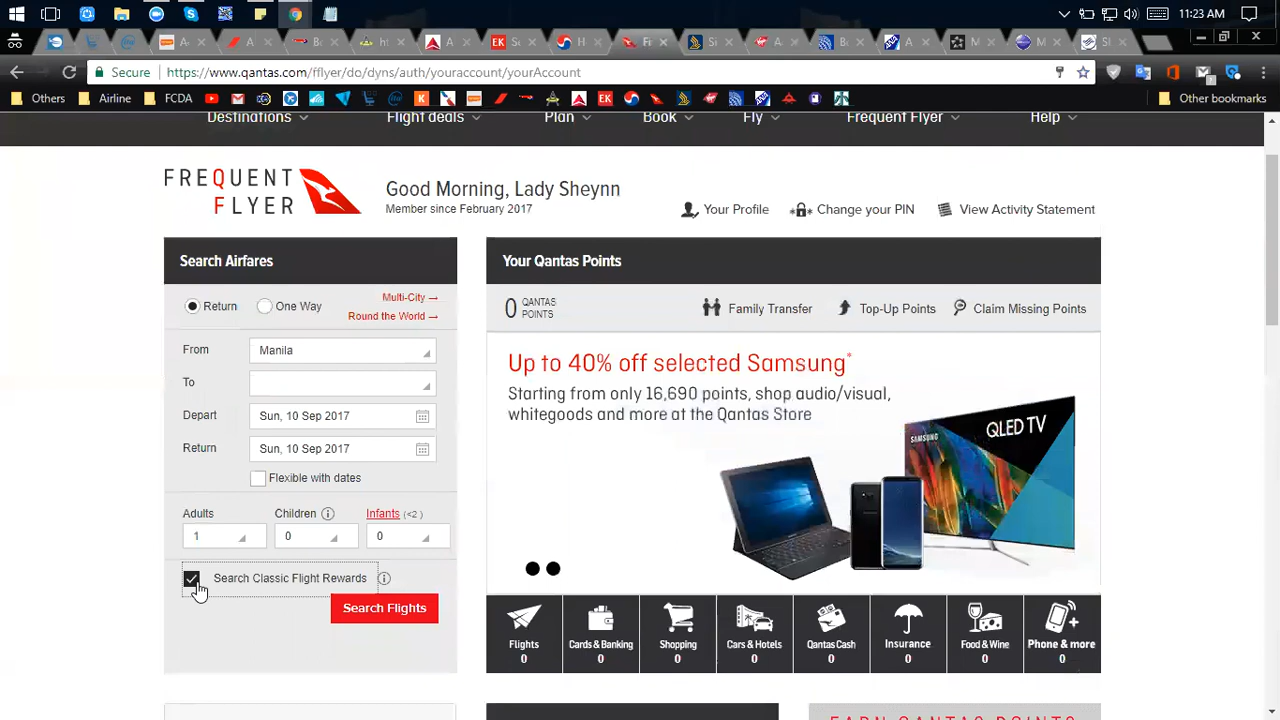 11:23 AM
Secure
https://www.qantas.com/fflyer/do/dyns/auth/youraccount/yourAccount
Others Airline FCDA Other bookmarks
Destinations Flight deals Plan Book Fly Frequent Flyer Help
FREQUENT FLYER
Good Morning, Lady Sheynn
Member since February 2017
Your Profile Change your PIN View Activity Statement
Search Airfares
Return One Way
Multi-City →
Round the World →
From Manila
To
Depart Sun, 10 Sep 2017
Return Sun, 10 Sep 2017
Flexible with dates
Adults Children Infants (<2 )
1 0 0
Search Classic Flight Rewards
Search Flights
Your Qantas Points
0 QANTAS POINTS
Family Transfer Top-Up Points Claim Missing Points
Up to 40% off selected Samsung*
Starting from only 16,690 points, shop audio/visual,
whitegoods and more at the Qantas Store
SAMSUNG
QLED TV
Flights Cards & Banking Shopping Cars & Hotels Qantas Cash Insurance Food & Wine Phone & more
0 0 0 0 0 0 0 0
EARN QANTAS POINTS